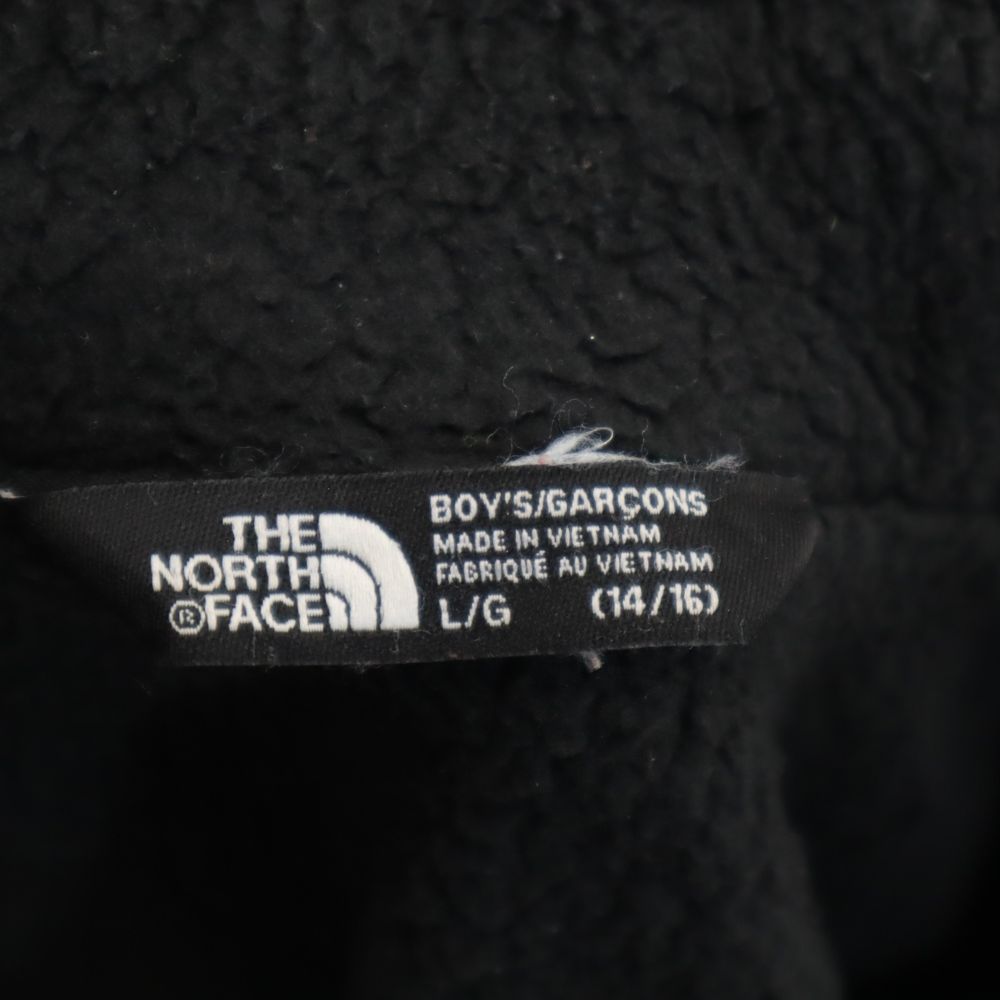 THE
NORTH
®FACE
BOY'S/GARÇONS
MADE IN VIETNAM
FABRIQUÉ AU VIETNAM
L/G (14/16)